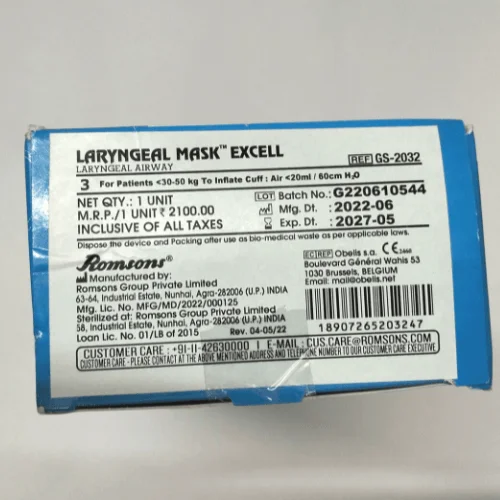 LARYNGEAL MASK™ EXCELL
LARYNGEAL AIRWAY
REF GS-2032
3 For Patients <30-50 kg To Inflate Cuff : Air <20ml / 60cm H₂O
NET QTY.: 1 UNIT
M.R.P./1 UNIT ₹ 2100.00
INCLUSIVE OF ALL TAXES
LOT Batch No.: G220610544
Mfg. Dt. : 2022-06
Exp. Dt. : 2027-05
Dispose the device and Packing after use as bio-medical waste as per applicable laws.
Romsons®
Manufactured by:
Romsons Group Private Limited
63-64, Industrial Estate, Nunhai, Agra-282006 (U.P.) INDIA
Mfg. Lic. No. MFG/MD/2022/000125
Sterilized at: Romsons Group Private Limited
58, Industrial Estate, Nunhai, Agra-282006 (U.P.) INDIA
Loan Lic. No. 01/LB of 2015
Rev. 04-05/22
EC REP Obelis s.a.
CE
Boulevard Général Wahis 53
1030 Brussels, BELGIUM
Email: mail@obelis.net
18907265203247
CUSTOMER CARE : +91-11-42630000 I E-MAIL : CUS.CARE@ROMSONS.COM
CUSTOMER CARE - PLEASE CONTACT AT THE ABOVE MENTIONED ADDRESS AND TELEPHONE NUMBER TO OUR CUSTOMER CARE EXECUTIVE